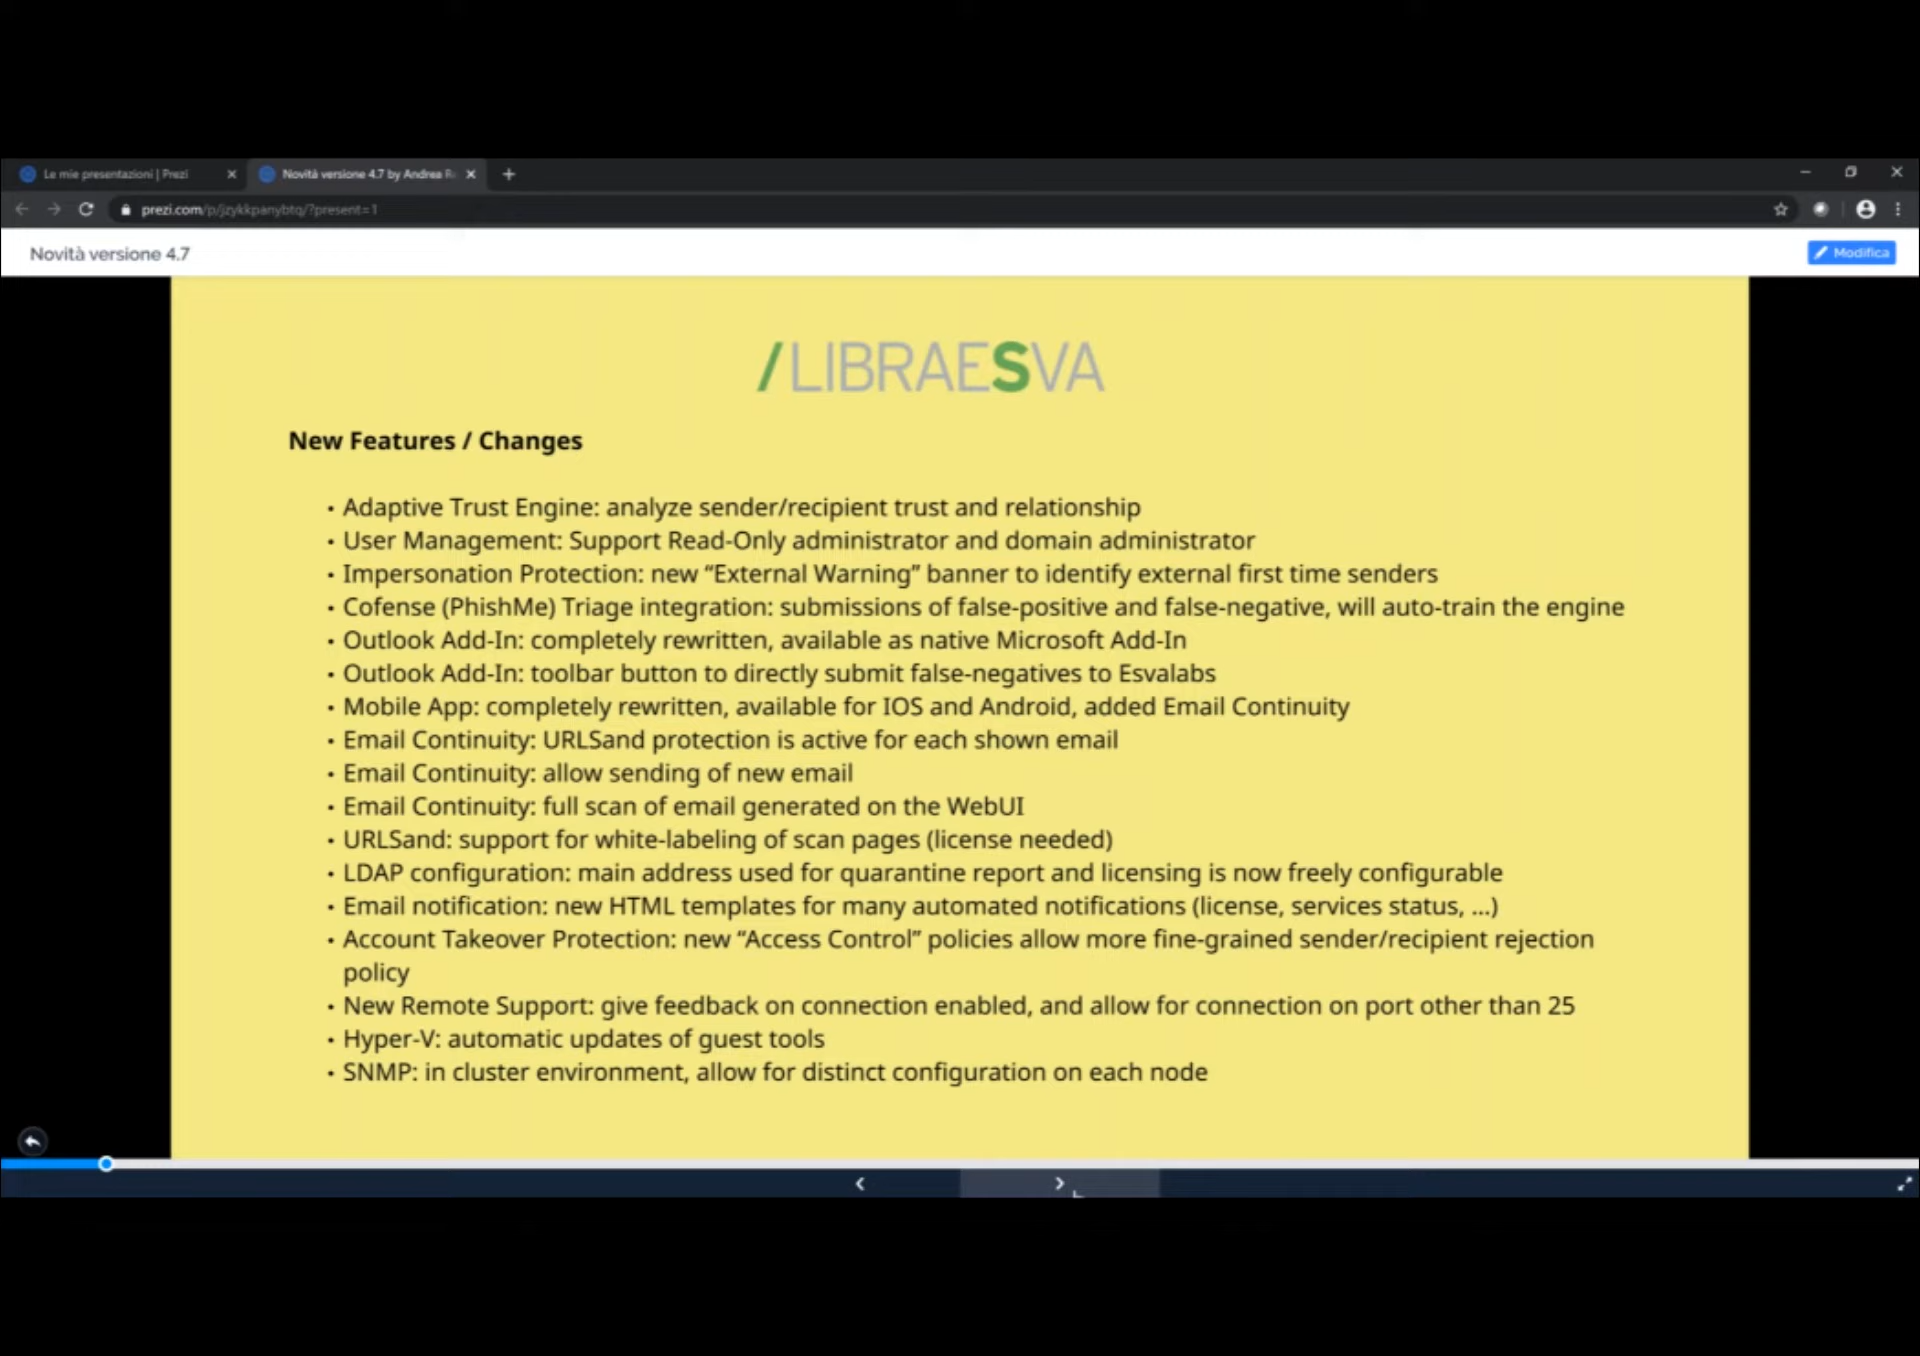 Le mie presentazioni | Prezi
Novità versione 4.7 by Andrea
prezi.com/p/jzykkpanybtq/?present=1
Novità versione 4.7
Modifica
/LIBRAESVA
New Features / Changes
• Adaptive Trust Engine: analyze sender/recipient trust and relationship
• User Management: Support Read-Only administrator and domain administrator
• Impersonation Protection: new “External Warning” banner to identify external first time senders
• Cofense (PhishMe) Triage integration: submissions of false-positive and false-negative, will auto-train the engine
• Outlook Add-In: completely rewritten, available as native Microsoft Add-In
• Outlook Add-In: toolbar button to directly submit false-negatives to Esvalabs
• Mobile App: completely rewritten, available for IOS and Android, added Email Continuity
• Email Continuity: URLSand protection is active for each shown email
• Email Continuity: allow sending of new email
• Email Continuity: full scan of email generated on the WebUI
• URLSand: support for white-labeling of scan pages (license needed)
• LDAP configuration: main address used for quarantine report and licensing is now freely configurable
• Email notification: new HTML templates for many automated notifications (license, services status, ...)
• Account Takeover Protection: new “Access Control” policies allow more fine-grained sender/recipient rejection
policy
• New Remote Support: give feedback on connection enabled, and allow for connection on port other than 25
• Hyper-V: automatic updates of guest tools
• SNMP: in cluster environment, allow for distinct configuration on each node